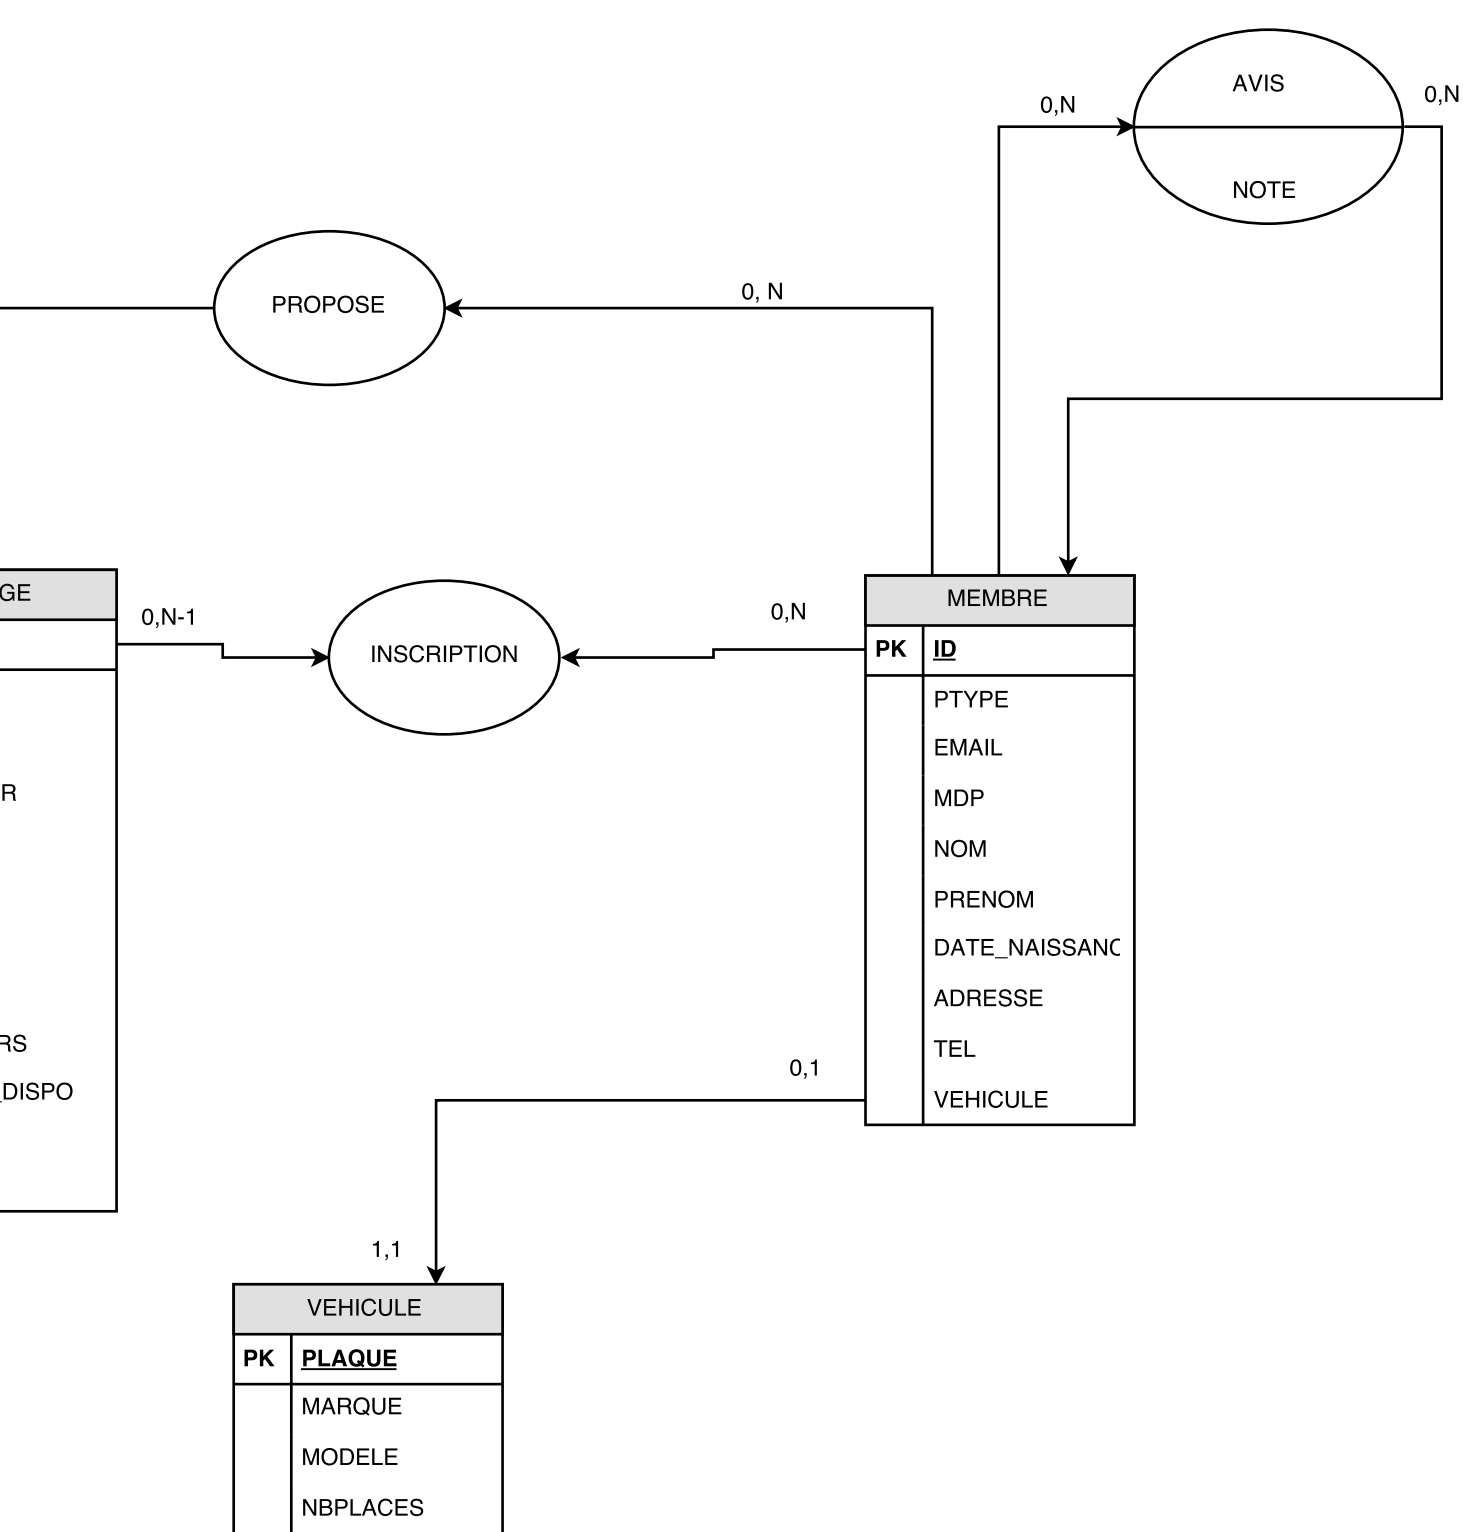 AVIS
0,N
0,N
NOTE
PROPOSE
0, N
GE
0,N-1
INSCRIPTION
0,N
MEMBRE
PK ID
PTYPE
EMAIL
R
MDP
NOM
PRENOM
DATE_NAISSANC
ADRESSE
RS
TEL
_DISPO
0,1
VEHICULE
1,1
VEHICULE
PK PLAQUE
MARQUE
MODELE
NBPLACES